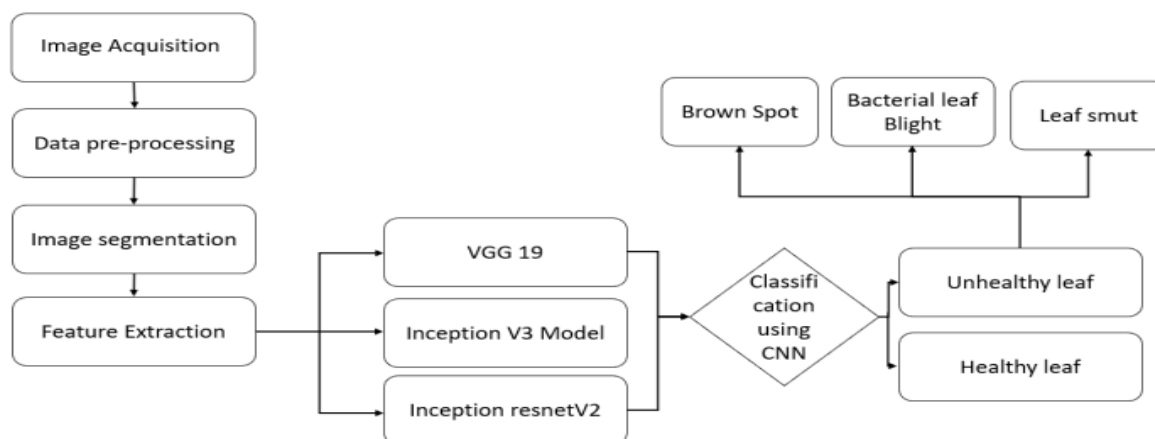 Image Acquisition
Data pre-processing
Image segmentation
Feature Extraction
VGG 19
Inception V3 Model
Inception resnetV2
Classifi
cation
using
CNN
Unhealthy leaf
Healthy leaf
Brown Spot
Bacterial leaf
Blight
Leaf smut